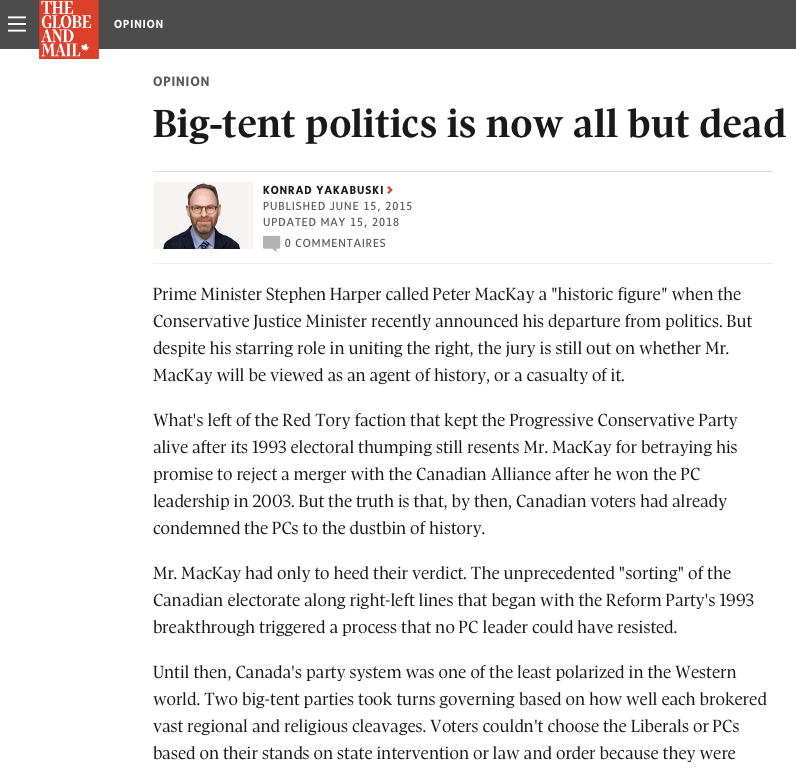 THE
GLOBE
AND
MAIL
OPINION
OPINION
Big-tent politics is now all but dead
KONRAD YAKABUSKI
PUBLISHED JUNE 15, 2015
UPDATED MAY 15, 2018
0 COMMENTAIRES
Prime Minister Stephen Harper called Peter MacKay a "historic figure" when the
Conservative Justice Minister recently announced his departure from politics. But
despite his starring role in uniting the right, the jury is still out on whether Mr.
MacKay will be viewed as an agent of history, or a casualty of it.
What's left of the Red Tory faction that kept the Progressive Conservative Party
alive after its 1993 electoral thumping still resents Mr. MacKay for betraying his
promise to reject a merger with the Canadian Alliance after he won the PC
leadership in 2003. But the truth is that, by then, Canadian voters had already
condemned the PCs to the dustbin of history.
Mr. MacKay had only to heed their verdict. The unprecedented "sorting" of the
Canadian electorate along right-left lines that began with the Reform Party's 1993
breakthrough triggered a process that no PC leader could have resisted.
Until then, Canada's party system was one of the least polarized in the Western
world. Two big-tent parties took turns governing based on how well each brokered
vast regional and religious cleavages. Voters couldn't choose the Liberals or PCs
based on their stands on state intervention or law and order because they were